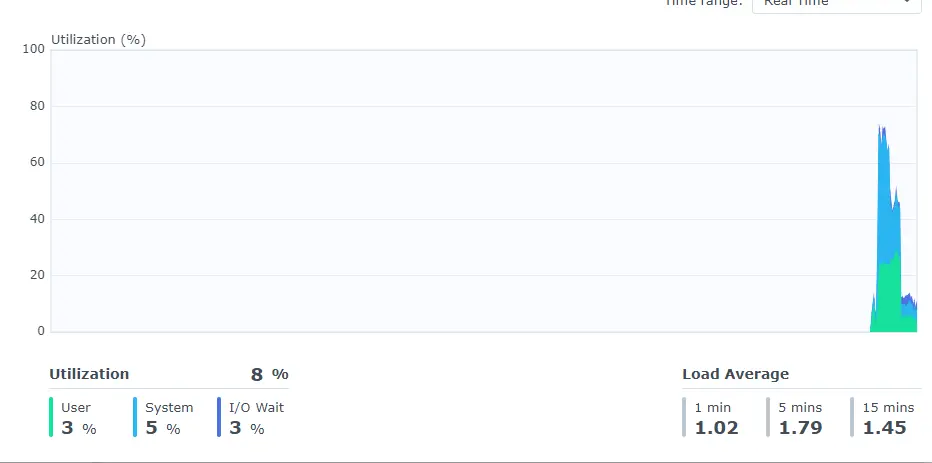 Time range: Real Time
Utilization (%)
100
80
60
40
20
0
Utilization 8 % Load Average
User System I/O Wait 1 min 5 mins 15 mins
3 % 5 % 3 % 1.02 1.79 1.45